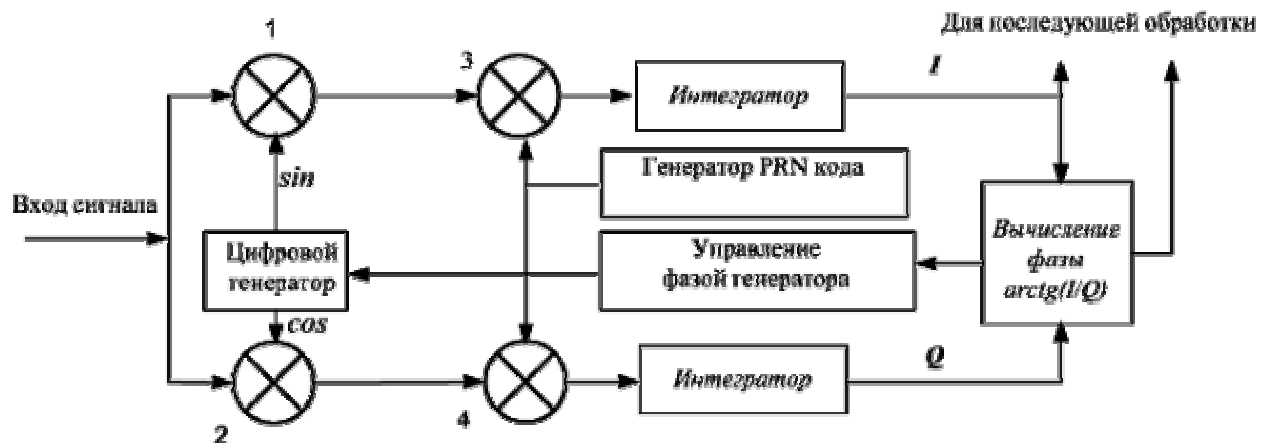 1
3
Для последующей обработки
I
Интегратор
sin
Генератор PRN кода
Вход сигнала
Цифровой
генератор
Управление
фазой генератора
Вычисление
фазы
arctg(I/Q)
cos
Интегратор
Q
2
4